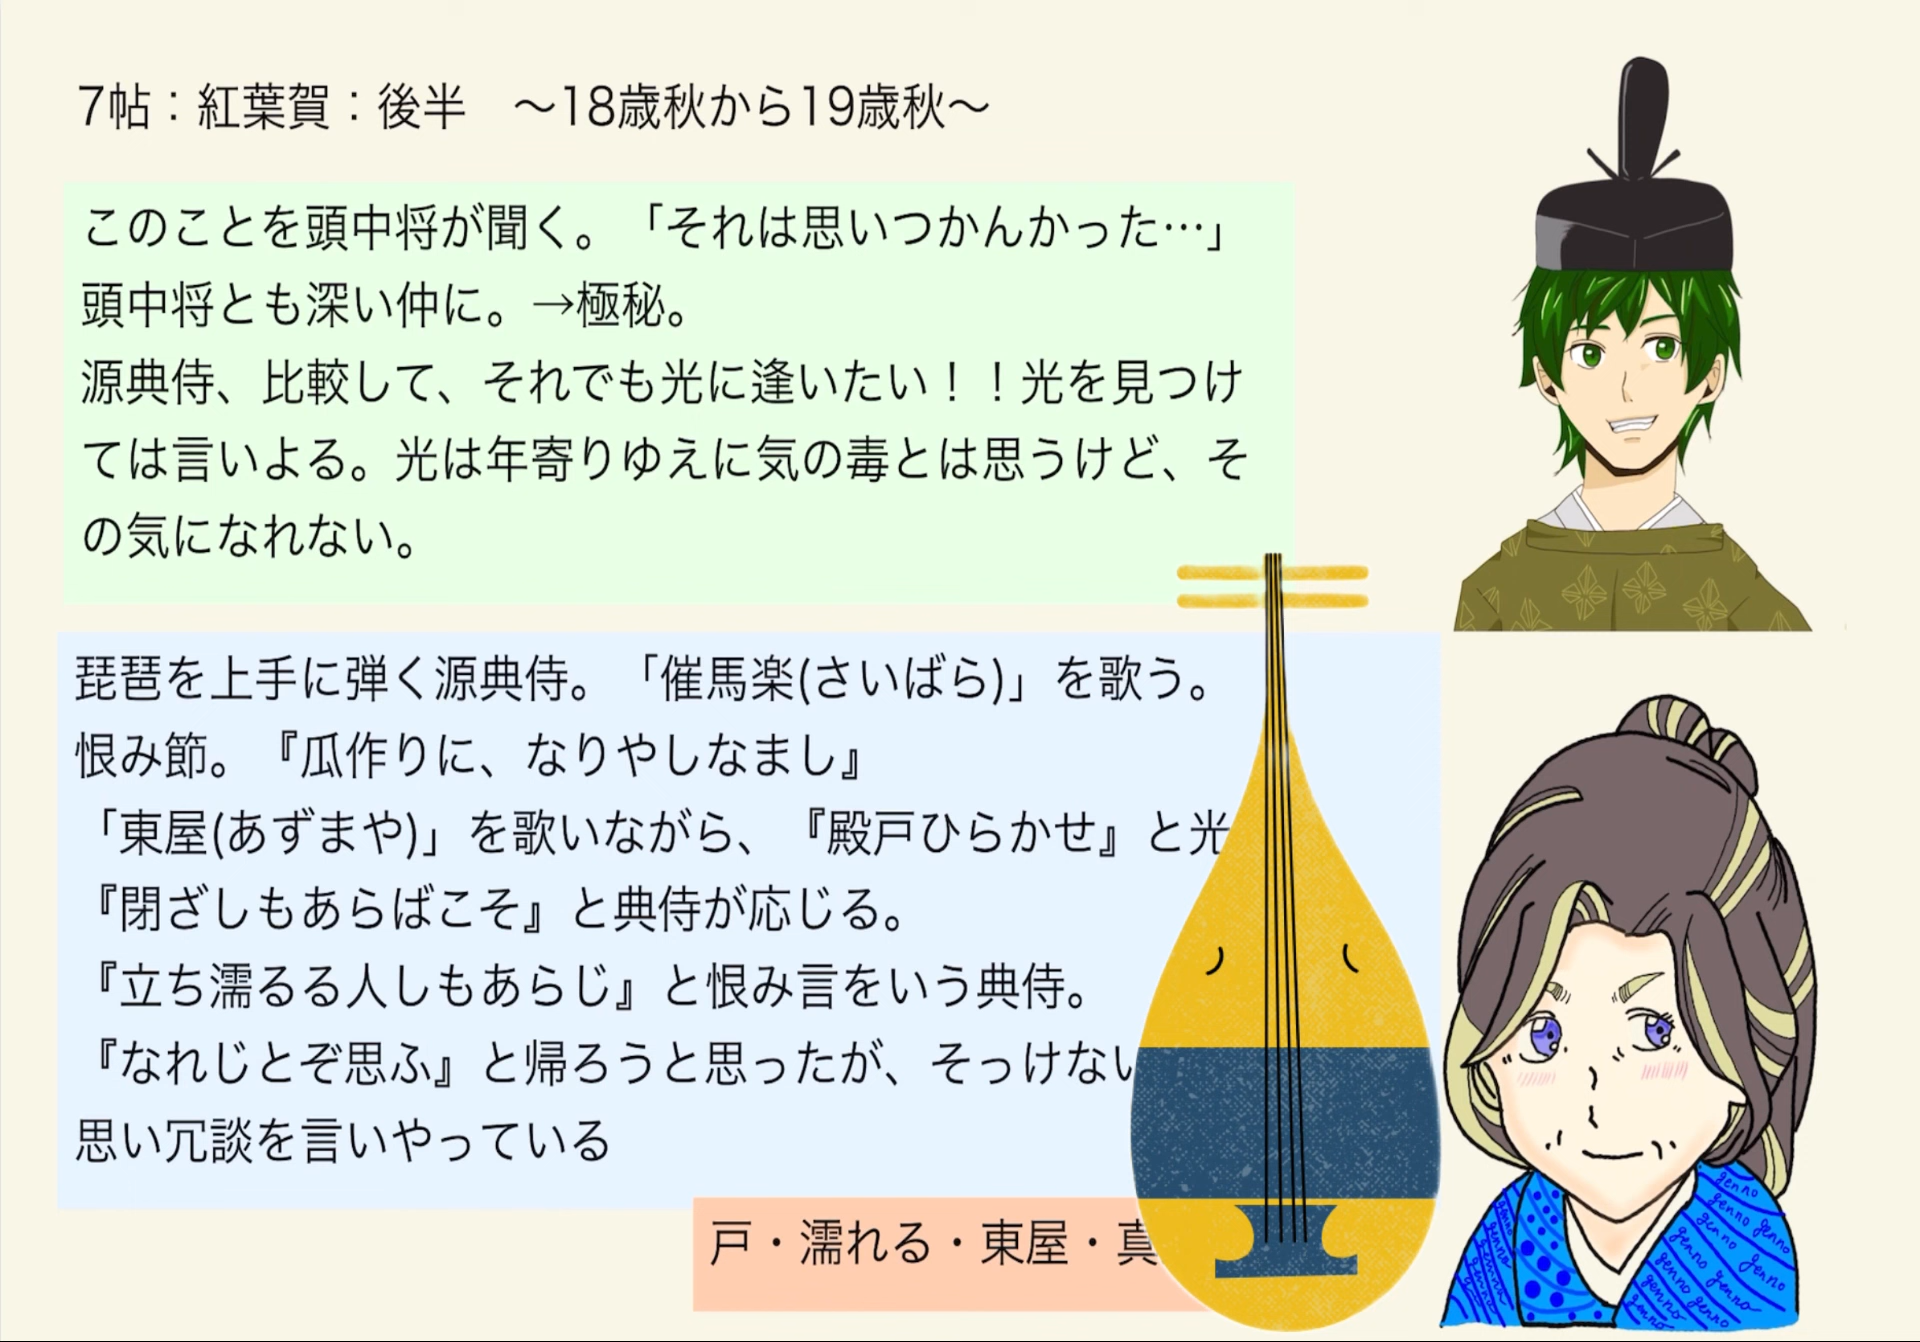 7帖：紅葉賀：後半　〜18歳秋から19歳秋〜
このことを頭中将が聞く。「それは思いつかんかった…」
頭中将とも深い仲に。→極秘。
源典侍、比較して、それでも光に逢いたい！！光を見つけ
ては言いよる。光は年寄りゆえに気の毒とは思うけど、そ
の気になれない。
琵琶を上手に弾く源典侍。「催馬楽(さいばら)」を歌う。
恨み節。『瓜作りに、なりやしなまし』
「東屋(あずまや)」を歌いながら、『殿戸ひらかせ』と光
『閉ざしもあらばこそ』と典侍が応じる。
『立ち濡るる人しもあらじ』と恨み言をいう典侍。
『なれじとぞ思ふ』と帰ろうと思ったが、そっけない
思い冗談を言いやっている
戸・濡れる・東屋・真
genno genno genno genno genno genno genno genno genno genno genno